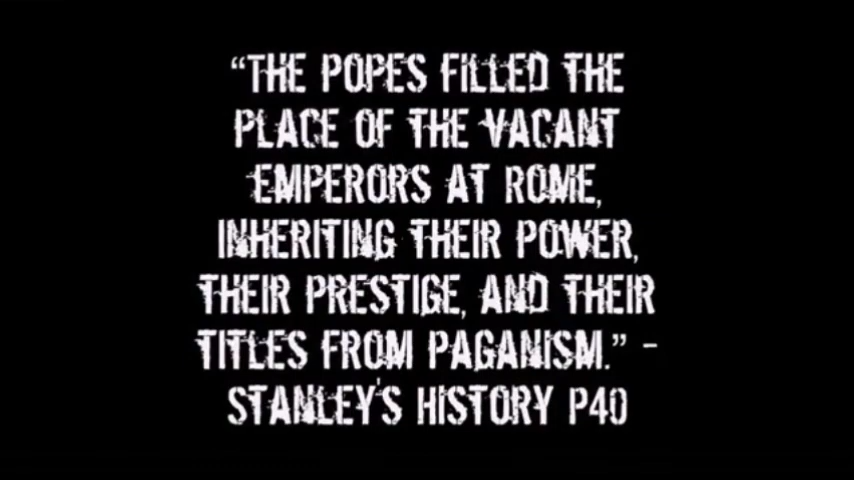 “THE POPES FILLED THE
PLACE OF THE VACANT
EMPERORS AT ROME,
INHERITING THEIR POWER,
THEIR PRESTIGE, AND THEIR
TITLES FROM PAGANISM.” -
STANLEY'S HISTORY P40